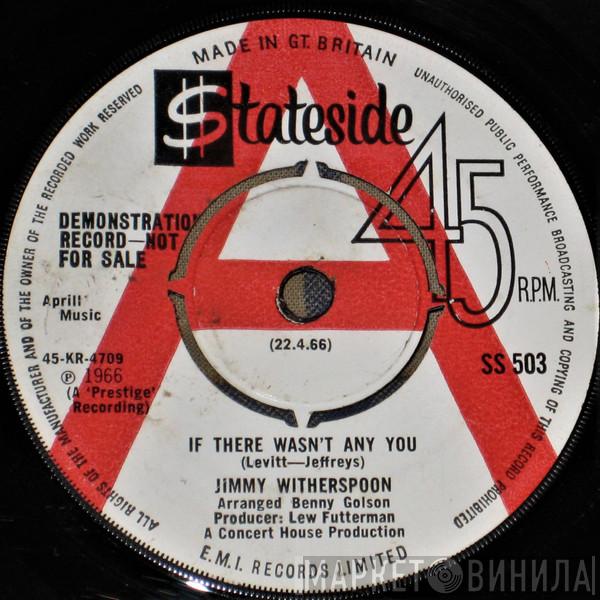 MADE IN GT. BRITAIN
UNAUTHORISED PUBLIC PERFORMANCE BROADCASTING AND COPYING OF THIS RECORD PROHIBITED
ALL RIGHTS OF THE MANUFACTURER AND OF THE OWNER OF THE RECORDED WORK RESERVED
$tateside
A
45
R.P.M.
DEMONSTRATION
RECORD—NOT
FOR SALE
Aprill
Music
(22.4.66)
45-KR-4709
SS 503
Ⓟ 1966
(A 'Prestige'
Recording)
IF THERE WASN'T ANY YOU
(Levitt—Jeffreys)
JIMMY WITHERSPOON
Arranged Benny Golson
Producer: Lew Futterman
A Concert House Production
E.M.I. RECORDS LIMITED
МАРКЕТ ВИНИЛА